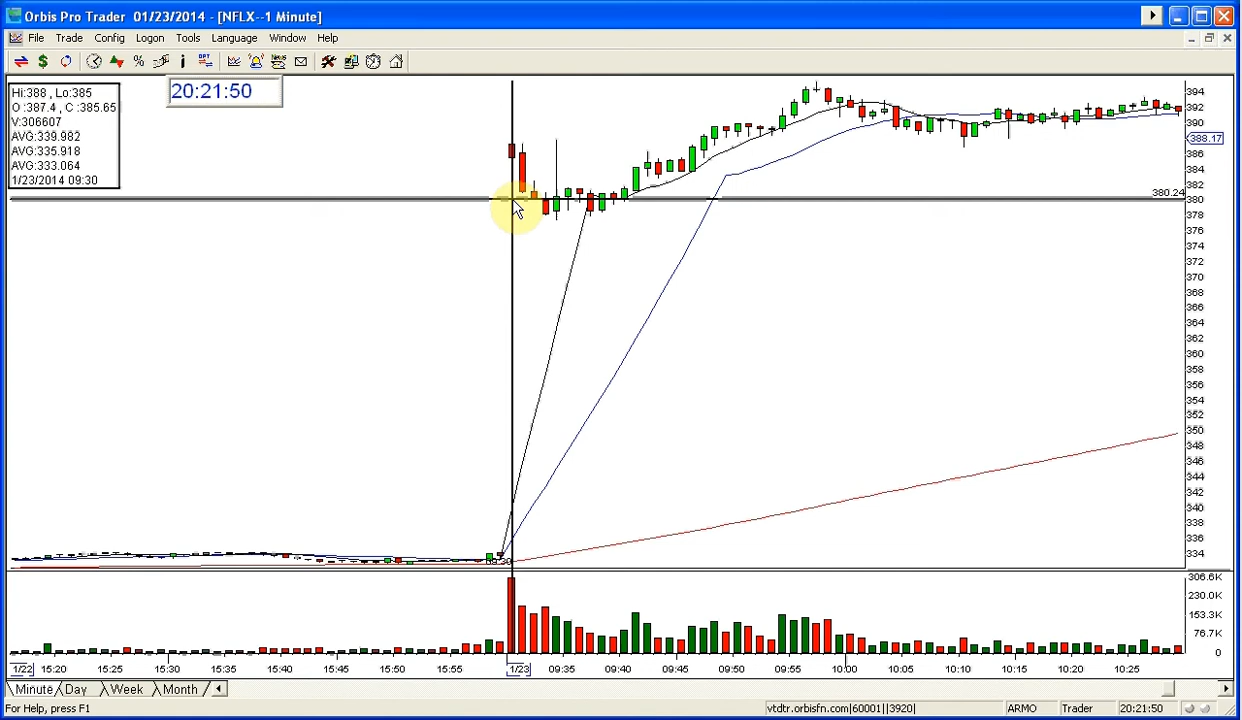 Orbis Pro Trader 01/23/2014 - [NFLX--1 Minute]
File Trade Config Logon Tools Language Window Help
20:21:50
Hi:388 , Lo:385
O :387.4 , C :385.65
V:306607
AVG:339.982
AVG:335.918
AVG:333.064
1/23/2014 09:30
394
392
390
388.17
386
384
382
380.24
380
378
376
374
372
370
368
366
364
362
360
358
356
354
352
350
348
346
344
342
340
338
336
334
306.6K
230.0K
153.3K
76.7K
0
1/22 15:20 15:25 15:30 15:35 15:40 15:45 15:50 15:55 1/23 09:35 09:40 09:45 09:50 09:55 10:00 10:05 10:10 10:15 10:20 10:25
Minute Day Week Month
For Help, press F1 vtdtr.orbisfn.com|60001||3920| ARMO Trader 20:21:50